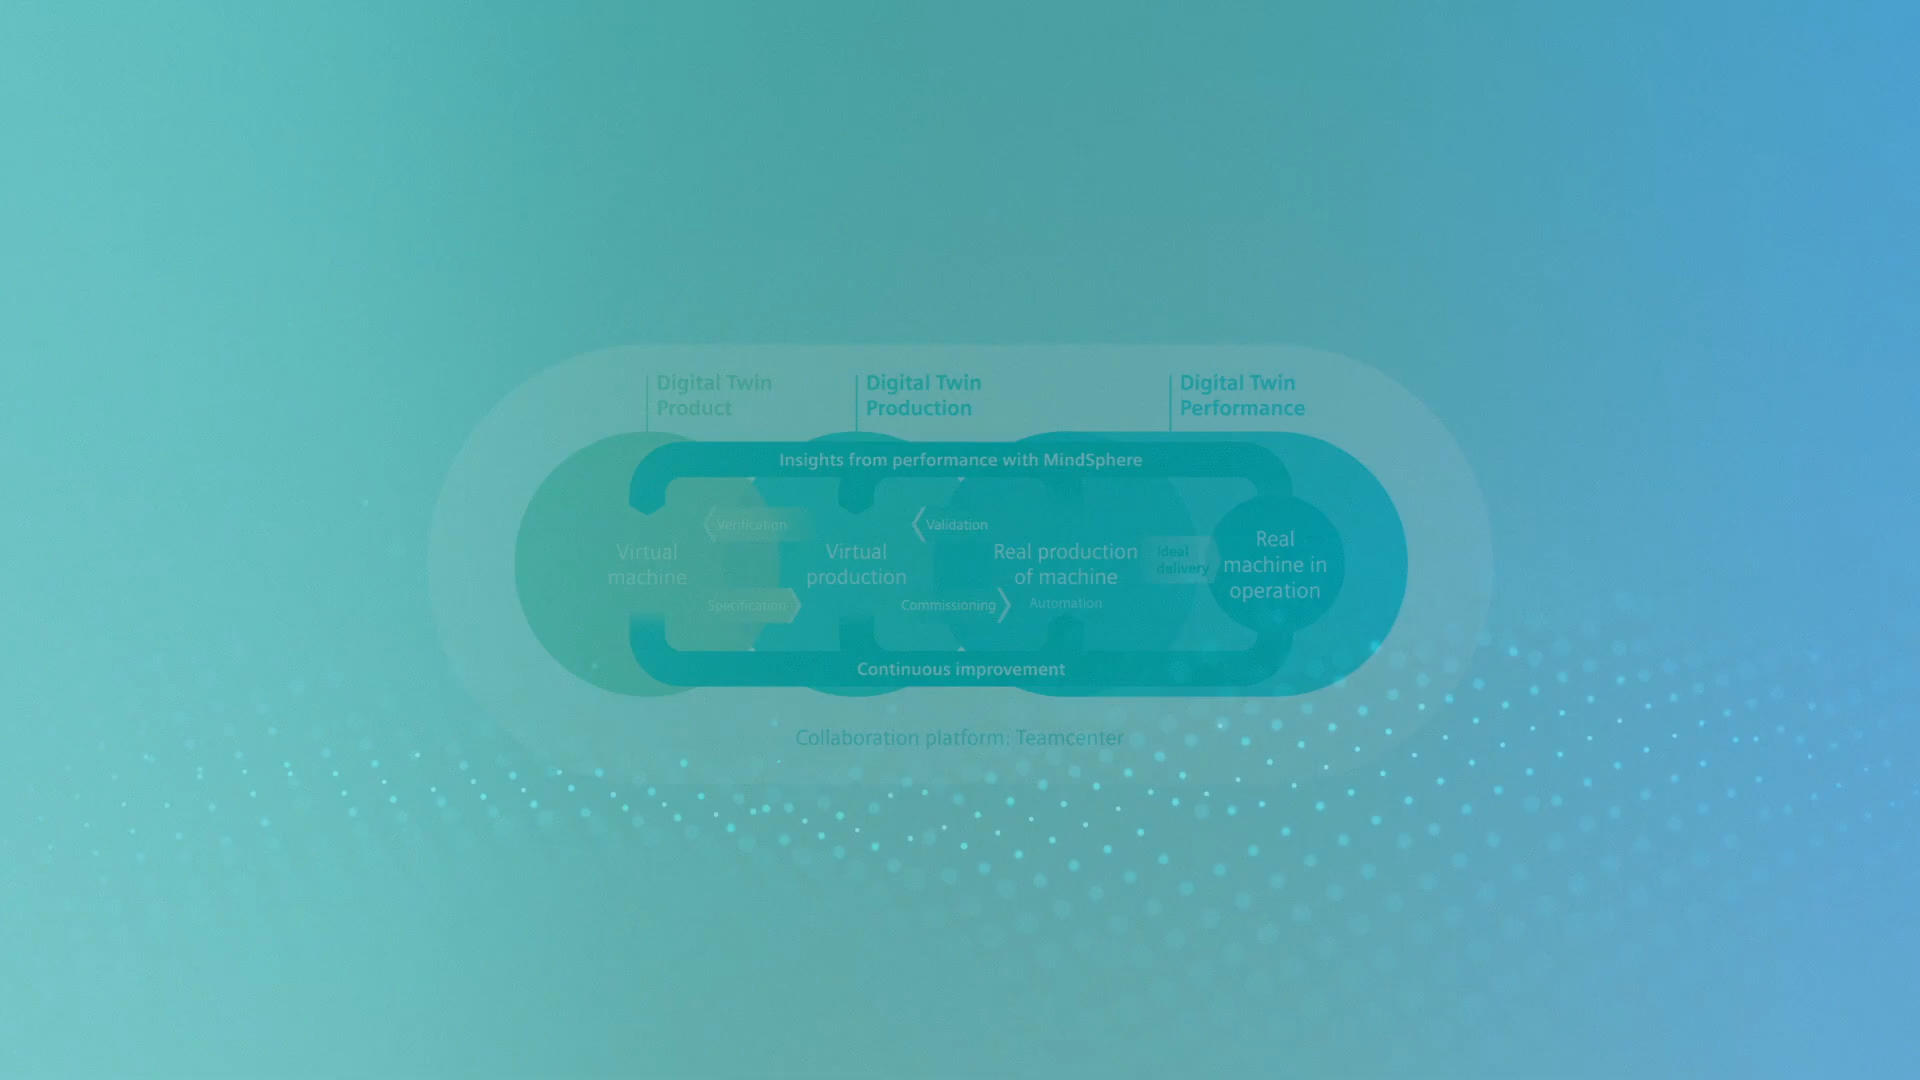 Digital Twin
Product
Digital Twin
Production
Digital Twin
Performance
Insights from performance with MindSphere
Verification
Validation
Virtual
machine
Virtual
production
Real production
of machine
Ideal
delivery
Real
machine in
operation
Specification
Commissioning
Automation
Continuous improvement
Collaboration platform: Teamcenter